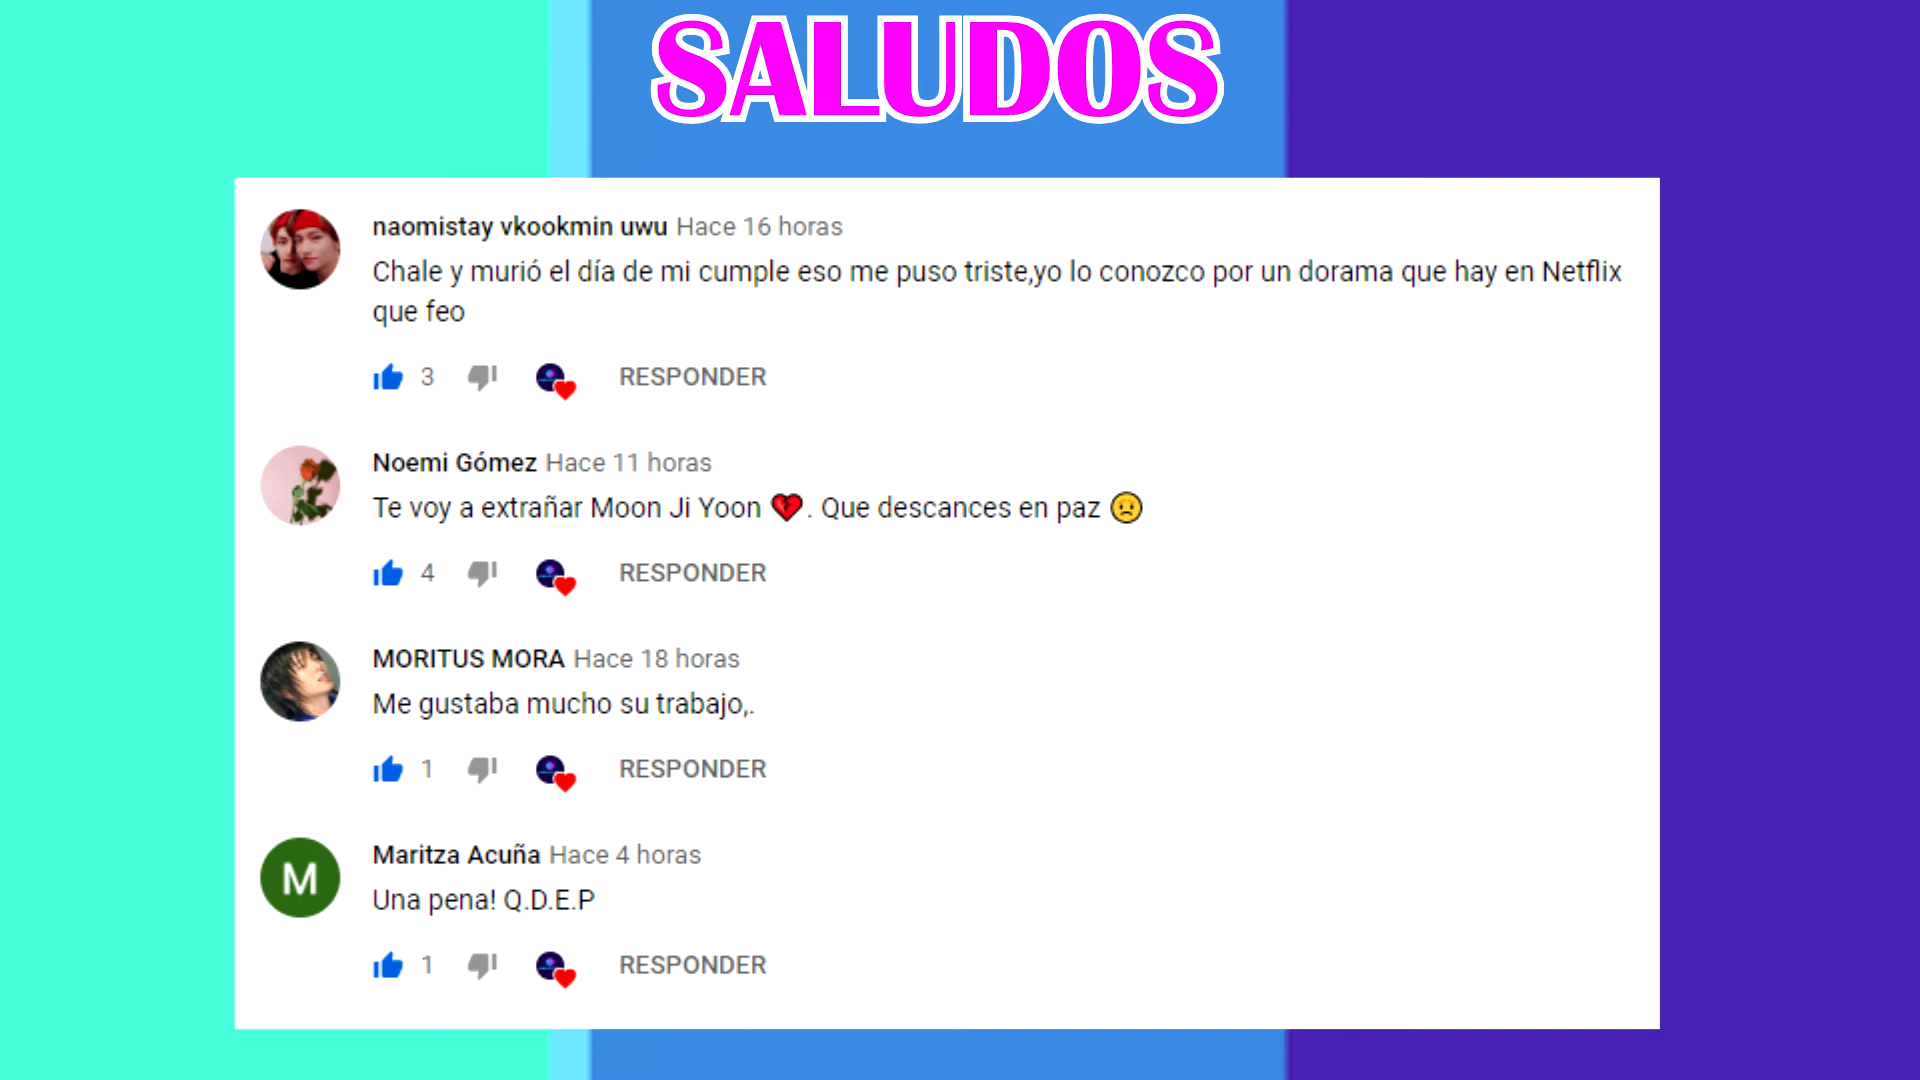 SALUDOS
naomistay vkookmin uwu Hace 16 horas
Chale y murió el día de mi cumple eso me puso triste,yo lo conozco por un dorama que hay en Netflix
que feo
3 RESPONDER
Noemi Gómez Hace 11 horas
Te voy a extrañar Moon Ji Yoon 💔. Que descances en paz 😟
4 RESPONDER
MORITUS MORA Hace 18 horas
Me gustaba mucho su trabajo,.
1 RESPONDER
M
Maritza Acuña Hace 4 horas
Una pena! Q.D.E.P
1 RESPONDER